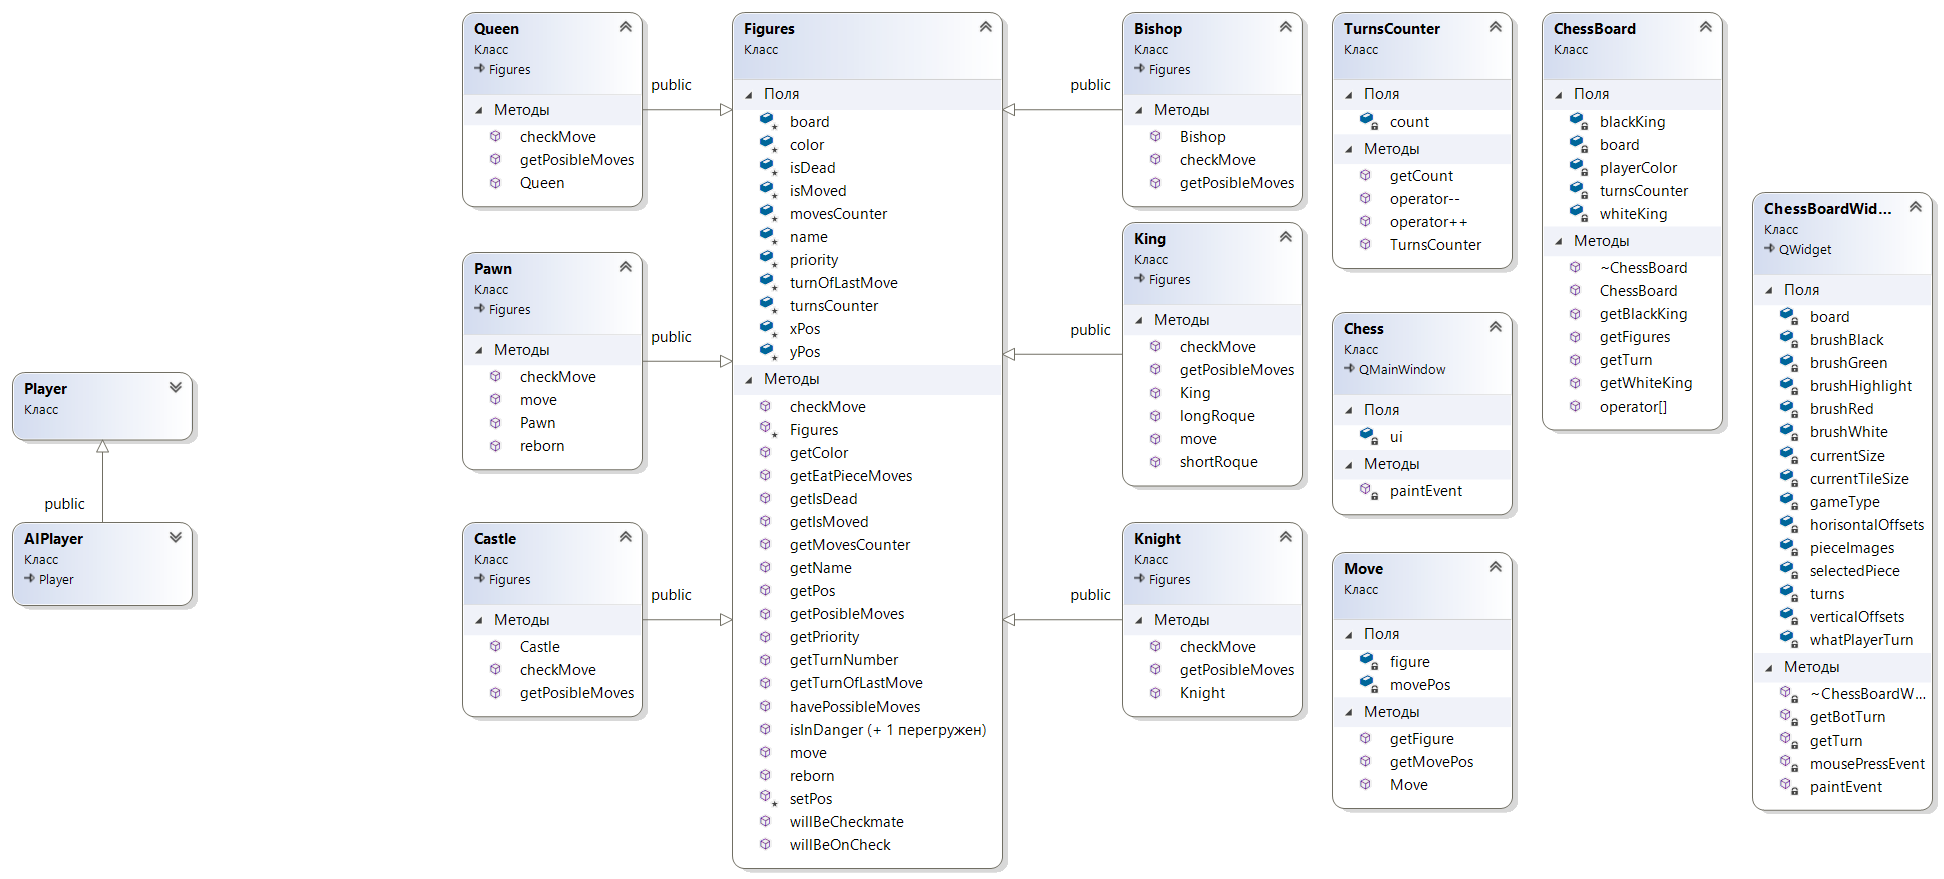 Player
Класс
public
AIPlayer
Класс
Player
Queen
Класс
Figures
Методы
checkMove
getPosibleMoves
Queen
public
Pawn
Класс
Figures
Методы
checkMove
move
Pawn
reborn
public
Castle
Класс
Figures
Методы
Castle
checkMove
getPosibleMoves
public
Figures
Класс
Поля
board
color
isDead
isMoved
movesCounter
name
priority
turnOfLastMove
turnsCounter
xPos
yPos
Методы
checkMove
Figures
getColor
getEatPieceMoves
getIsDead
getIsMoved
getMovesCounter
getName
getPos
getPosibleMoves
getPriority
getTurnNumber
getTurnOfLastMove
havePossibleMoves
isInDanger (+ 1 перегружен)
move
reborn
setPos
willBeCheckmate
willBeOnCheck
public
Bishop
Класс
Figures
Методы
Bishop
checkMove
getPosibleMoves
public
King
Класс
Figures
Методы
checkMove
getPosibleMoves
King
longRoque
move
shortRoque
public
Knight
Класс
Figures
Методы
checkMove
getPosibleMoves
Knight
TurnsCounter
Класс
Поля
count
Методы
getCount
operator--
operator++
TurnsCounter
Chess
Класс
QMainWindow
Поля
ui
Методы
paintEvent
Move
Класс
Поля
figure
movePos
Методы
getFigure
getMovePos
Move
ChessBoard
Класс
Поля
blackKing
board
playerColor
turnsCounter
whiteKing
Методы
~ChessBoard
ChessBoard
getBlackKing
getFigures
getTurn
getWhiteKing
operator[]
ChessBoardWid...
Класс
QWidget
Поля
board
brushBlack
brushGreen
brushHighlight
brushRed
brushWhite
currentSize
currentTileSize
gameType
horisontalOffsets
pieceImages
selectedPiece
turns
verticalOffsets
whatPlayerTurn
Методы
~ChessBoardW...
getBotTurn
getTurn
mousePressEvent
paintEvent